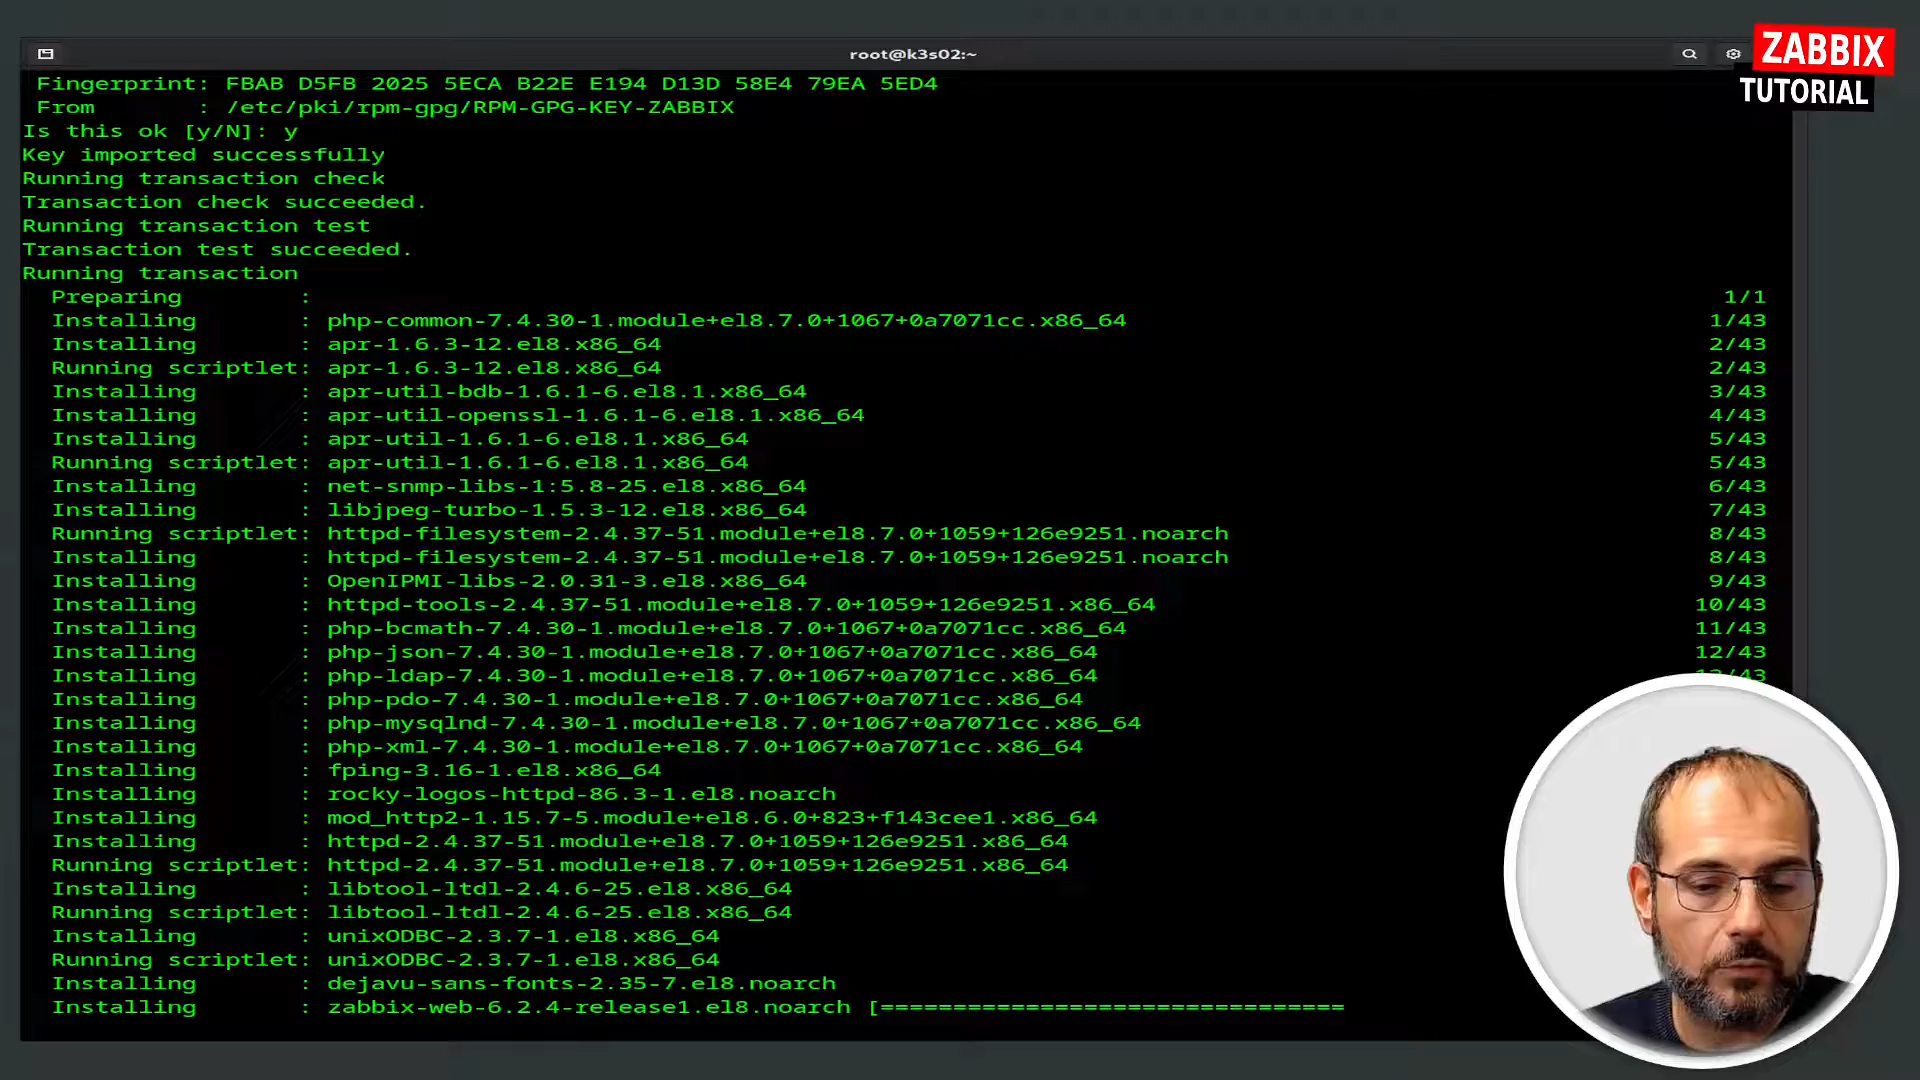 root@k3s02:~
ZABBIX
TUTORIAL
Fingerprint: FBAB D5FB 2025 5ECA B22E E194 D13D 58E4 79EA 5ED4
From : /etc/pki/rpm-gpg/RPM-GPG-KEY-ZABBIX
Is this ok [y/N]: y
Key imported successfully
Running transaction check
Transaction check succeeded.
Running transaction test
Transaction test succeeded.
Running transaction
Preparing : 1/1
Installing : php-common-7.4.30-1.module+el8.7.0+1067+0a7071cc.x86_64 1/43
Installing : apr-1.6.3-12.el8.x86_64 2/43
Running scriptlet: apr-1.6.3-12.el8.x86_64 2/43
Installing : apr-util-bdb-1.6.1-6.el8.1.x86_64 3/43
Installing : apr-util-openssl-1.6.1-6.el8.1.x86_64 4/43
Installing : apr-util-1.6.1-6.el8.1.x86_64 5/43
Running scriptlet: apr-util-1.6.1-6.el8.1.x86_64 5/43
Installing : net-snmp-libs-1:5.8-25.el8.x86_64 6/43
Installing : libjpeg-turbo-1.5.3-12.el8.x86_64 7/43
Running scriptlet: httpd-filesystem-2.4.37-51.module+el8.7.0+1059+126e9251.noarch 8/43
Installing : httpd-filesystem-2.4.37-51.module+el8.7.0+1059+126e9251.noarch 8/43
Installing : OpenIPMI-libs-2.0.31-3.el8.x86_64 9/43
Installing : httpd-tools-2.4.37-51.module+el8.7.0+1059+126e9251.x86_64 10/43
Installing : php-bcmath-7.4.30-1.module+el8.7.0+1067+0a7071cc.x86_64 11/43
Installing : php-json-7.4.30-1.module+el8.7.0+1067+0a7071cc.x86_64 12/43
Installing : php-ldap-7.4.30-1.module+el8.7.0+1067+0a7071cc.x86_64 13/43
Installing : php-pdo-7.4.30-1.module+el8.7.0+1067+0a7071cc.x86_64
Installing : php-mysqlnd-7.4.30-1.module+el8.7.0+1067+0a7071cc.x86_64
Installing : php-xml-7.4.30-1.module+el8.7.0+1067+0a7071cc.x86_64
Installing : fping-3.16-1.el8.x86_64
Installing : rocky-logos-httpd-86.3-1.el8.noarch
Installing : mod_http2-1.15.7-5.module+el8.6.0+823+f143cee1.x86_64
Installing : httpd-2.4.37-51.module+el8.7.0+1059+126e9251.x86_64
Running scriptlet: httpd-2.4.37-51.module+el8.7.0+1059+126e9251.x86_64
Installing : libtool-ltdl-2.4.6-25.el8.x86_64
Running scriptlet: libtool-ltdl-2.4.6-25.el8.x86_64
Installing : unixODBC-2.3.7-1.el8.x86_64
Running scriptlet: unixODBC-2.3.7-1.el8.x86_64
Installing : dejavu-sans-fonts-2.35-7.el8.noarch
Installing : zabbix-web-6.2.4-release1.el8.noarch [================================